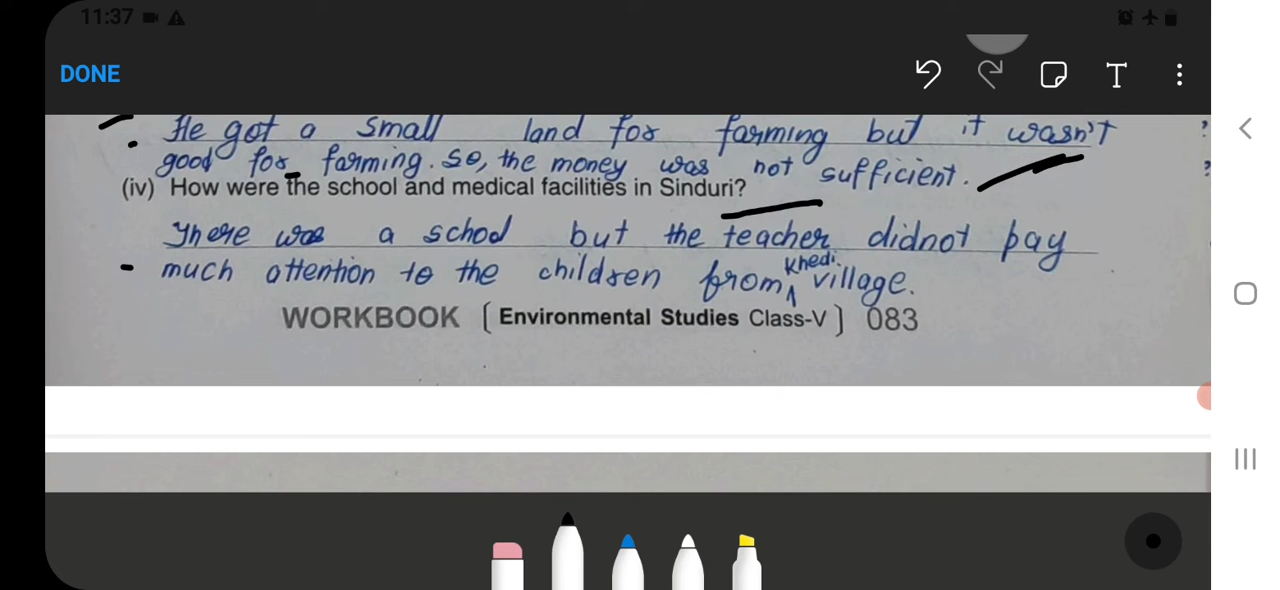 11:37
DONE
T
He got a small land for farming but it wasn't
good for farming. so, the money was not sufficient.
(iv) How were the school and medical facilities in Sinduri?
There was a school but the teacher didnot pay
much attention to the children from Khedi village.
WORKBOOK [ Environmental Studies Class-V ] 083